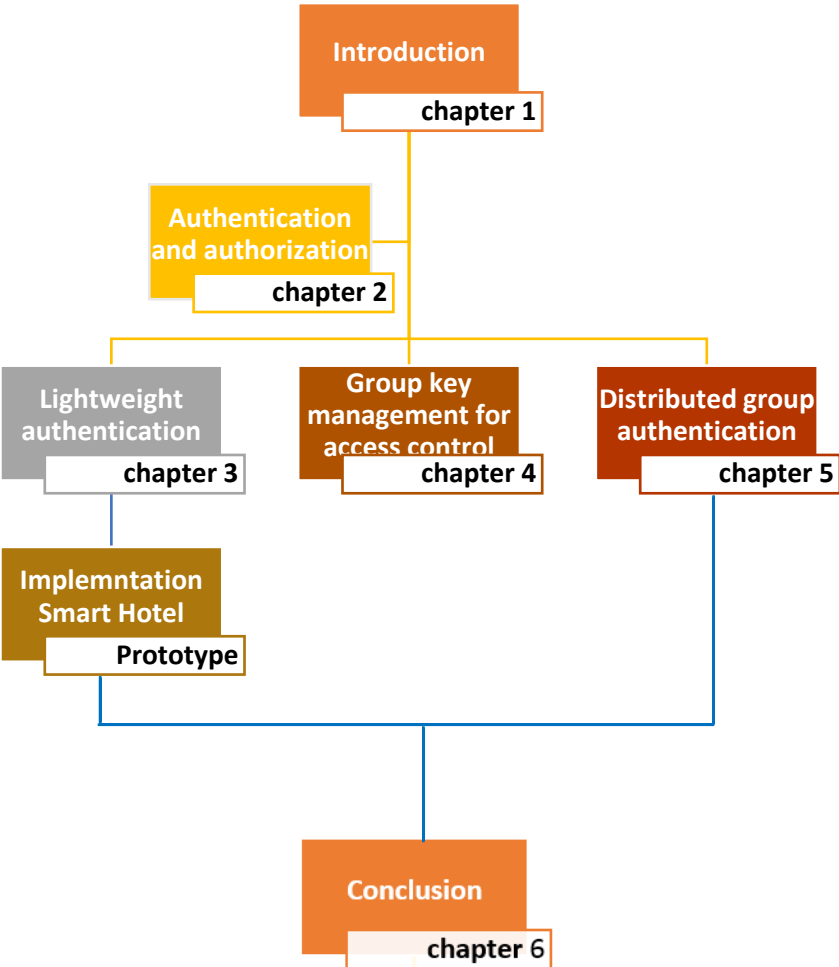 Introduction
chapter 1
Authentication
and authorization
chapter 2
Lightweight
authentication
chapter 3
Group key
management for
access control
chapter 4
Distributed group
authentication
chapter 5
Implemntation
Smart Hotel
Prototype
Conclusion
chapter 6